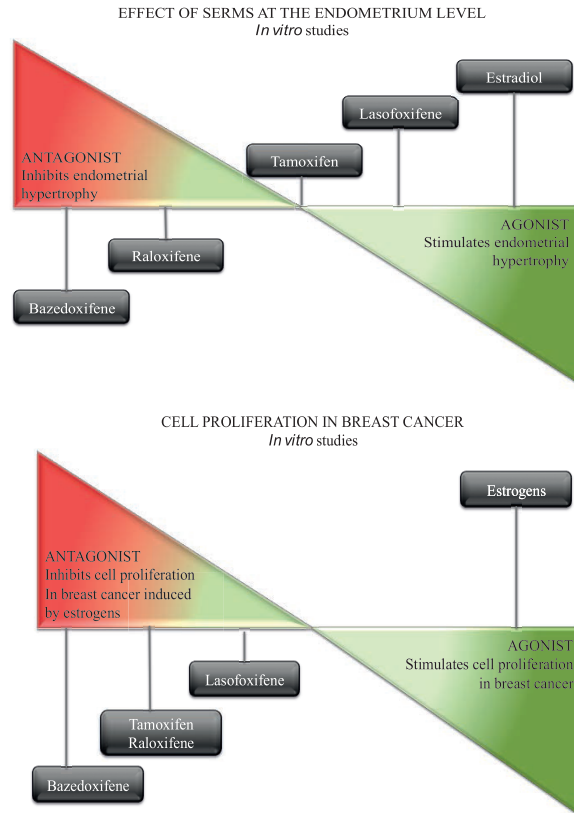 EFFECT OF SERMS AT THE ENDOMETRIUM LEVEL
In vitro studies
Estradiol
Lasofoxifene
Tamoxifen
ANTAGONIST
Inhibits endometrial
hypertrophy
AGONIST
Stimulates endometrial
hypertrophy
Raloxifene
Bazedoxifene
CELL PROLIFERATION IN BREAST CANCER
In vitro studies
Estrogens
ANTAGONIST
Inhibits cell proliferation
In breast cancer induced
by estrogens
AGONIST
Stimulates cell proliferation
in breast cancer
Lasofoxifene
Tamoxifen
Raloxifene
Bazedoxifene